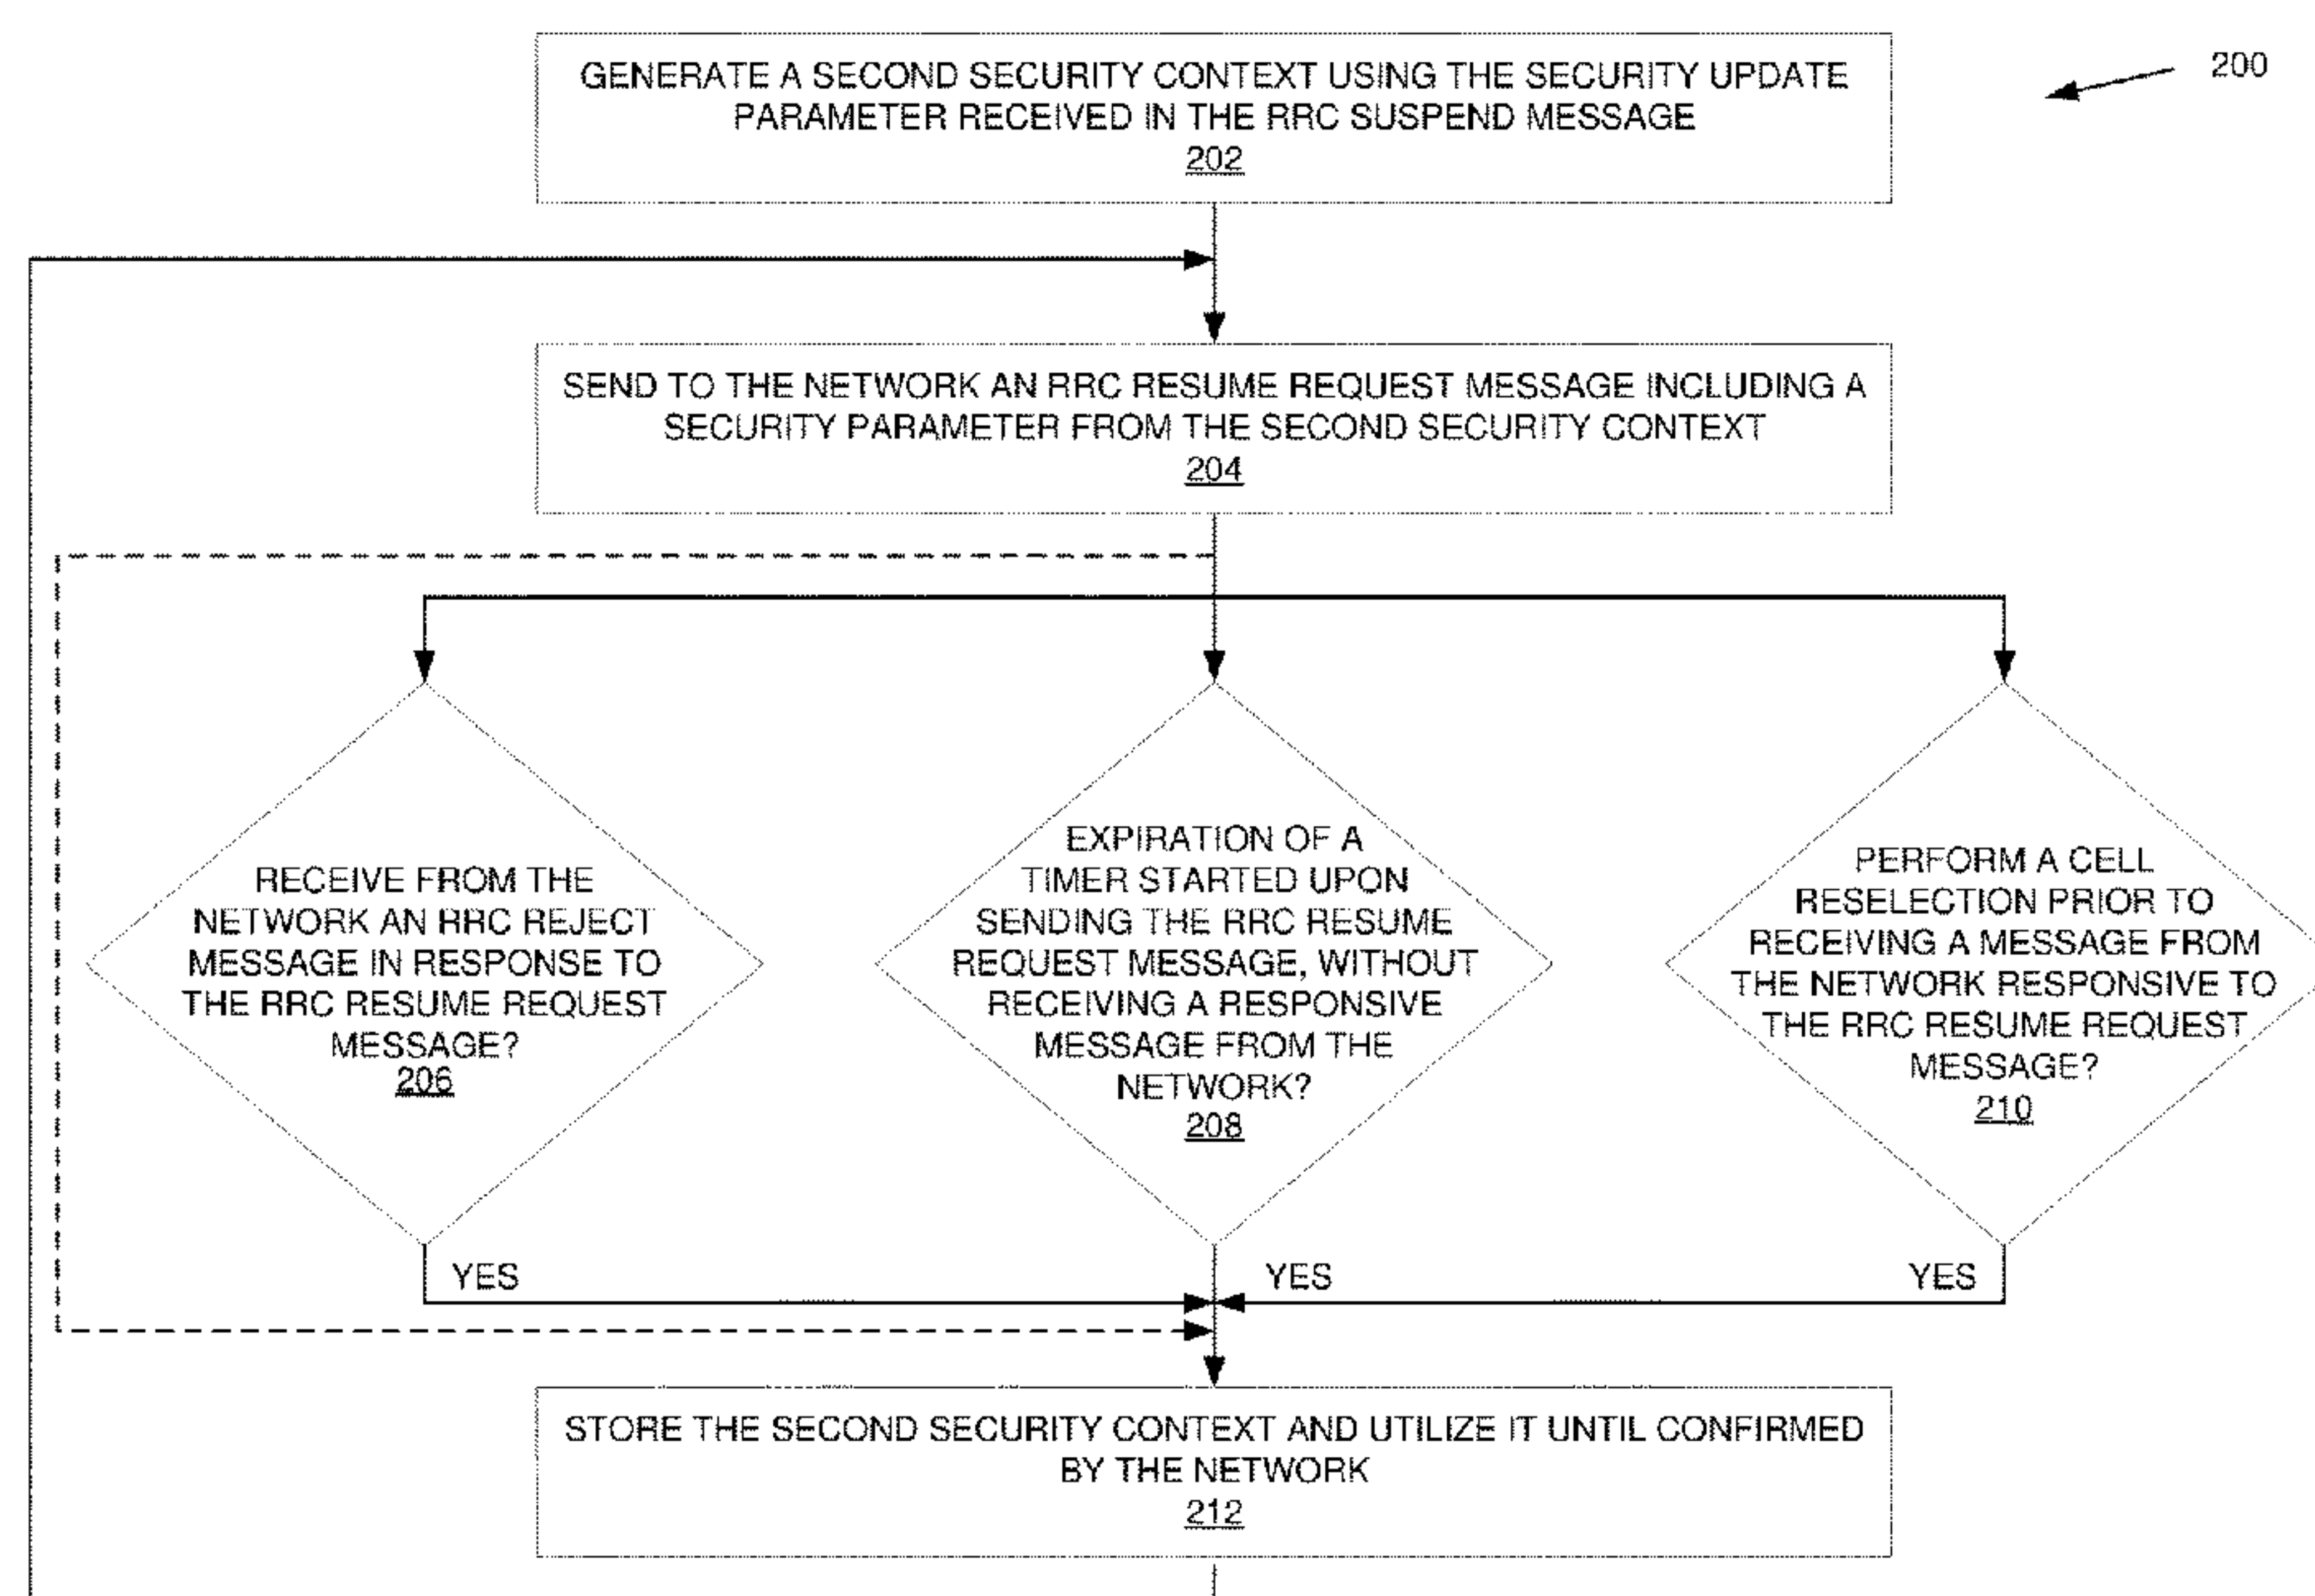 200
GENERATE A SECOND SECURITY CONTEXT USING THE SECURITY UPDATE
PARAMETER RECEIVED IN THE RRC SUSPEND MESSAGE
202
SEND TO THE NETWORK AN RRC RESUME REQUEST MESSAGE INCLUDING A
SECURITY PARAMETER FROM THE SECOND SECURITY CONTEXT
204
RECEIVE FROM THE
NETWORK AN RRC REJECT
MESSAGE IN RESPONSE TO
THE RRC RESUME REQUEST
MESSAGE?
206
YES
EXPIRATION OF A
TIMER STARTED UPON
SENDING THE RRC RESUME
REQUEST MESSAGE, WITHOUT
RECEIVING A RESPONSIVE
MESSAGE FROM THE
NETWORK?
208
YES
PERFORM A CELL
RESELECTION PRIOR TO
RECEIVING A MESSAGE FROM
THE NETWORK RESPONSIVE TO
THE RRC RESUME REQUEST
MESSAGE?
210
YES
STORE THE SECOND SECURITY CONTEXT AND UTILIZE IT UNTIL CONFIRMED
BY THE NETWORK
212